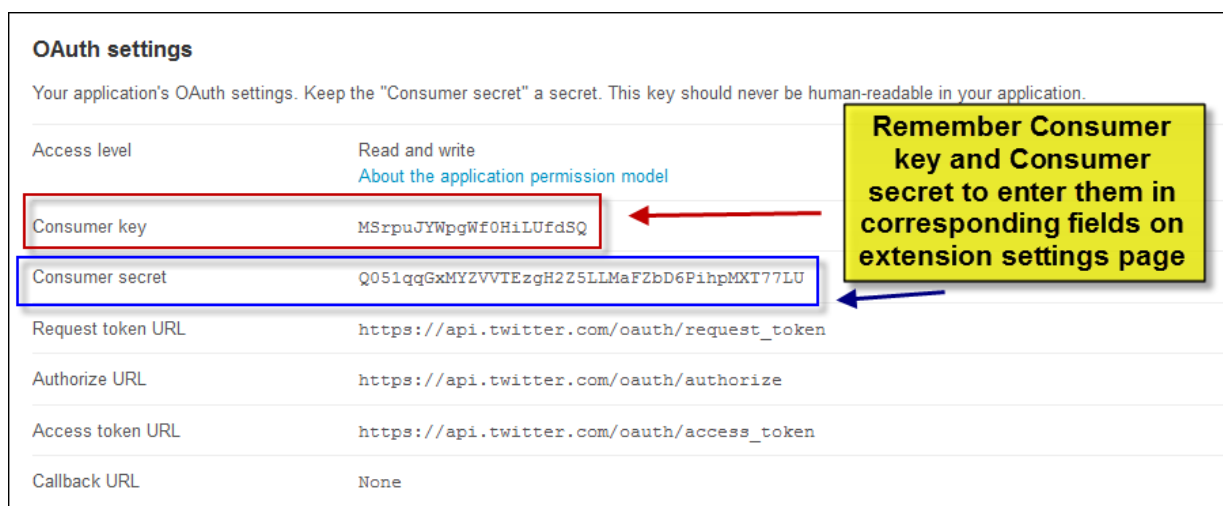 OAuth settings
Your application's OAuth settings. Keep the "Consumer secret" a secret. This key should never be human-readable in your application.
Access level Read and write
About the application permission model
Consumer key MSrpuJYWpgWf0HiLUfdSQ
Consumer secret Q051qqGxMYZVVTEzgH2Z5LLMaFZbD6PihpMXT77LU
Request token URL https://api.twitter.com/oauth/request_token
Authorize URL https://api.twitter.com/oauth/authorize
Access token URL https://api.twitter.com/oauth/access_token
Callback URL None
Remember Consumer
key and Consumer
secret to enter them in
corresponding fields on
extension settings page